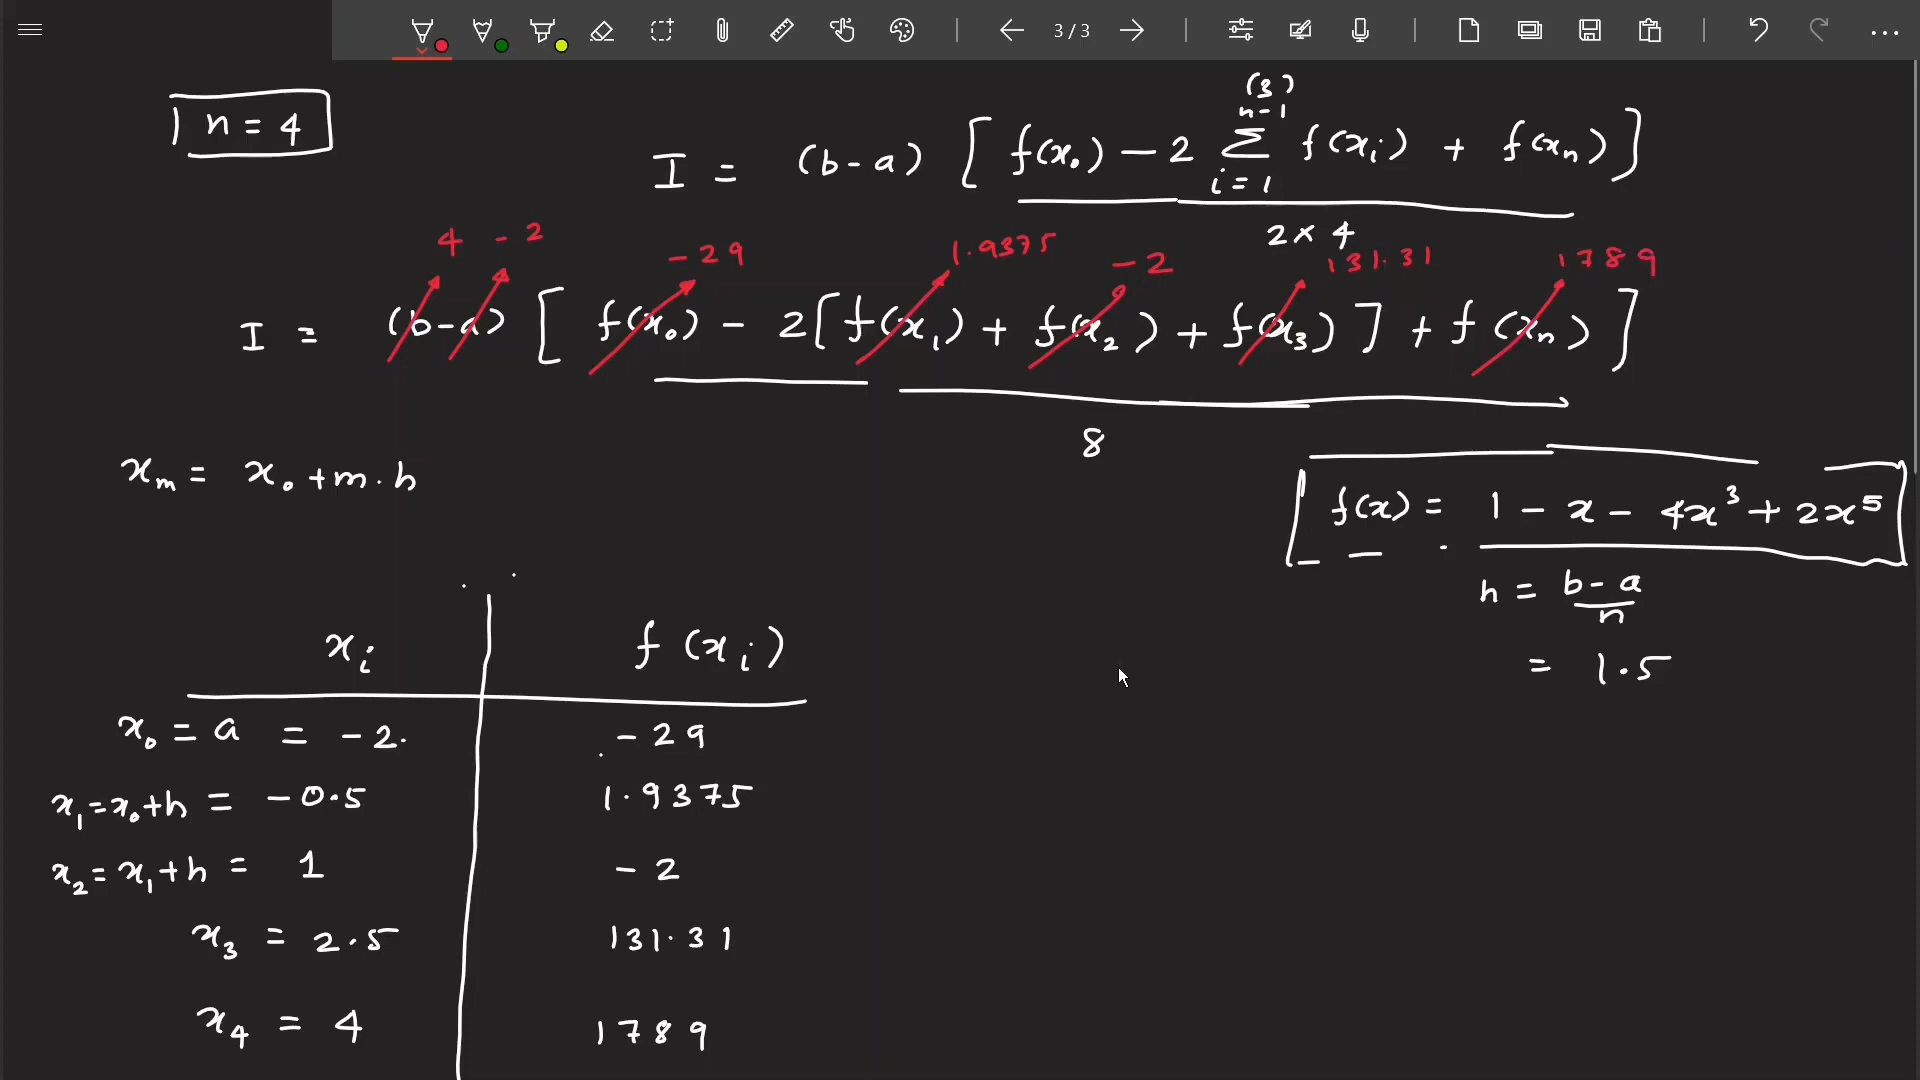 3 / 3
n = 4
I = (b-a) [ f(x₀) - 2 ∑ f(xᵢ) + f(xₙ) ]
(3)
n-1
i = 1
2 × 4
4 - 2 - 29 1.9375 - 2 131.31 1789
I = (b-a) [ f(x₀) - 2[f(x₁) + f(x₂) + f(x₃)] + f(xₙ) ]
8
xₘ = x₀ + m.h
f(x) = 1 - x - 4x³ + 2x⁵
h = b-a
n
= 1.5
xᵢ f(xᵢ)
x₀ = a = -2. - 29
x₁ = x₀+h = -0.5 1.9375
x₂ = x₁+h = 1 - 2
x₃ = 2.5 131.31
x₄ = 4 1789